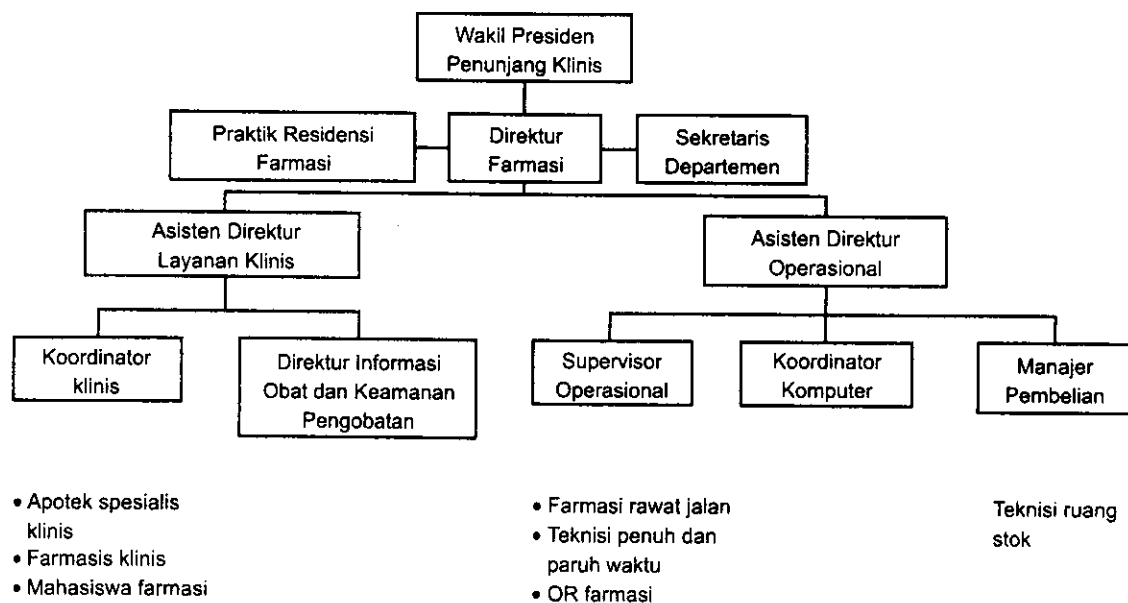 Wakil Presiden
Penunjang Klinis
Praktik Residensi
Farmasi
Direktur
Farmasi
Sekretaris
Departemen
Asisten Direktur
Layanan Klinis
Asisten Direktur
Operasional
Koordinator
klinis
Direktur Informasi
Obat dan Keamanan
Pengobatan
Supervisor
Operasional
Koordinator
Komputer
Manajer
Pembelian
• Apotek spesialis
klinis
• Farmasis klinis
• Mahasiswa farmasi
• Farmasi rawat jalan
• Teknisi penuh dan
paruh waktu
• OR farmasi
Teknisi ruang
stok